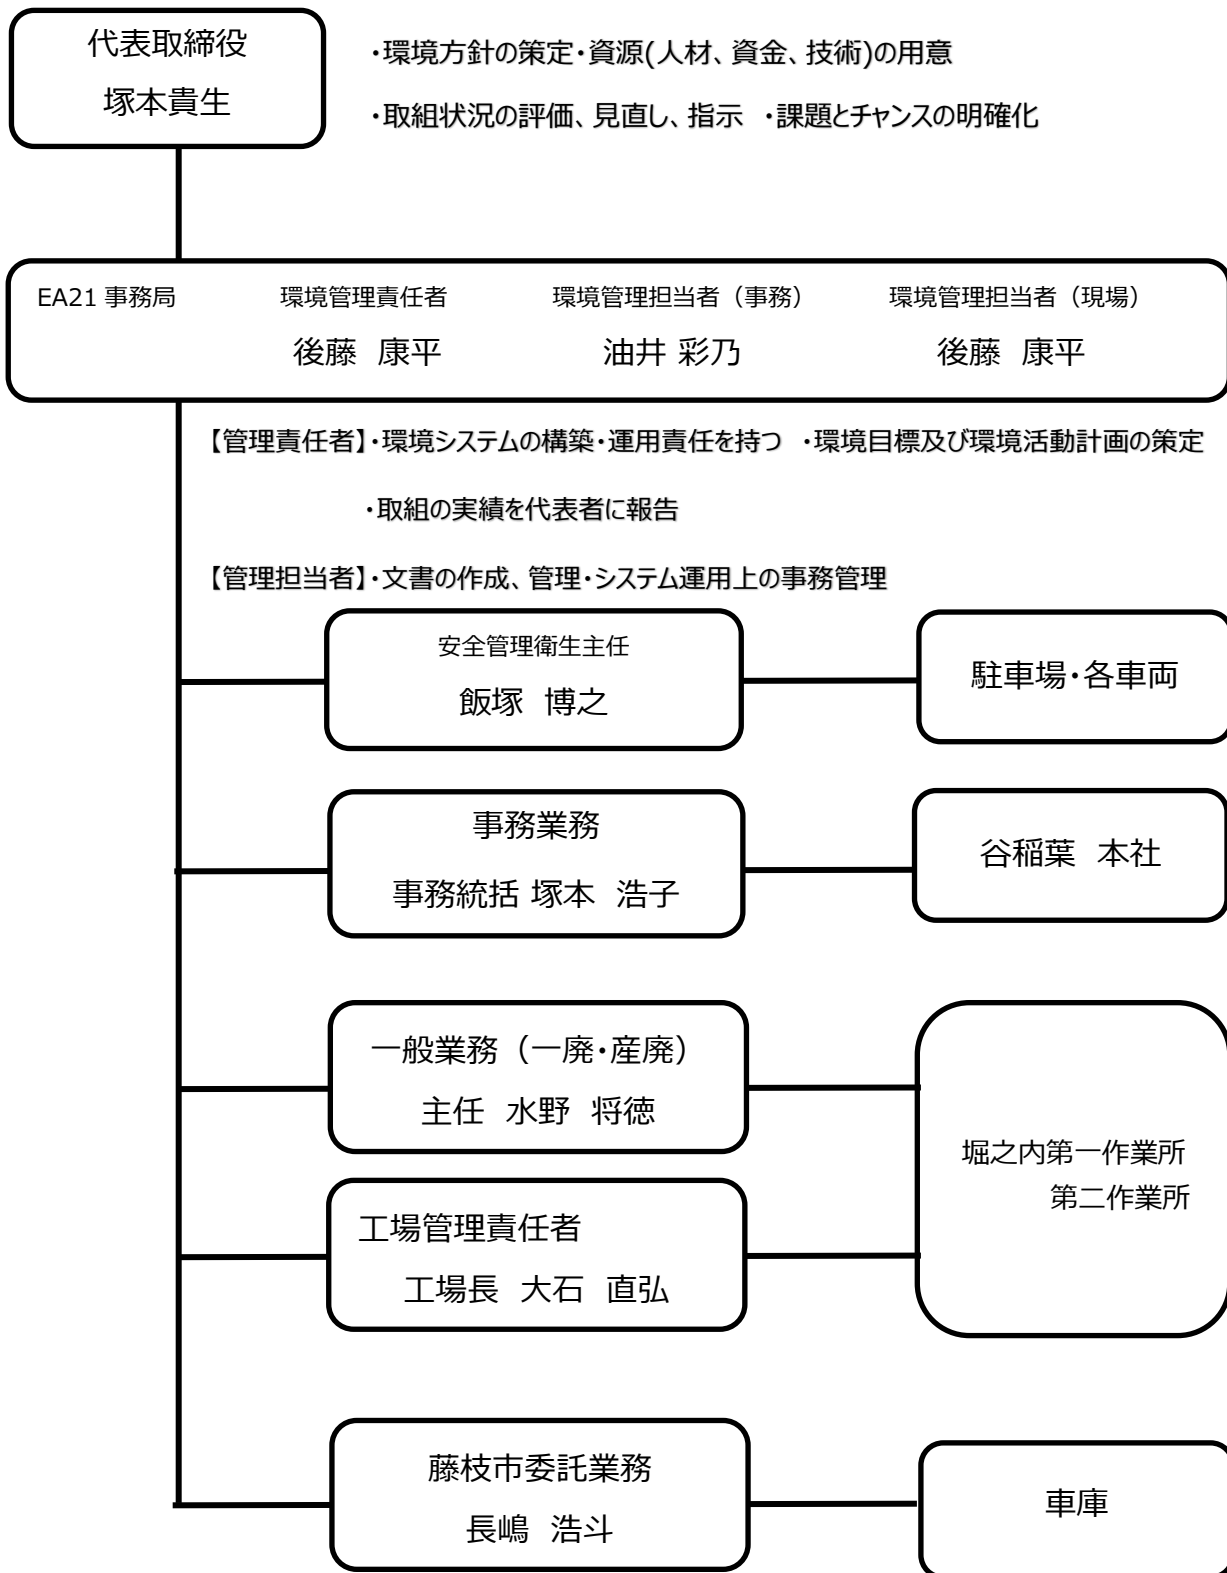 代表取締役
塚本貴生
・環境方針の策定・資源(人材、資金、技術)の用意
・取組状況の評価、見直し、指示　・課題とチャンスの明確化
EA21 事務局　環境管理責任者　環境管理担当者（事務）　環境管理担当者（現場）
後藤　康平　油井 彩乃　後藤　康平
【管理責任者】・環境システムの構築・運用責任を持つ　・環境目標及び環境活動計画の策定
・取組の実績を代表者に報告
【管理担当者】・文書の作成、管理・システム運用上の事務管理
安全管理衛生主任
飯塚　博之
駐車場・各車両
事務業務
事務統括 塚本　浩子
谷稲葉　本社
一般業務（一廃・産廃）
主任　水野　将徳
工場管理責任者
工場長　大石　直弘
堀之内第一作業所
第二作業所
藤枝市委託業務
長嶋　浩斗
車庫